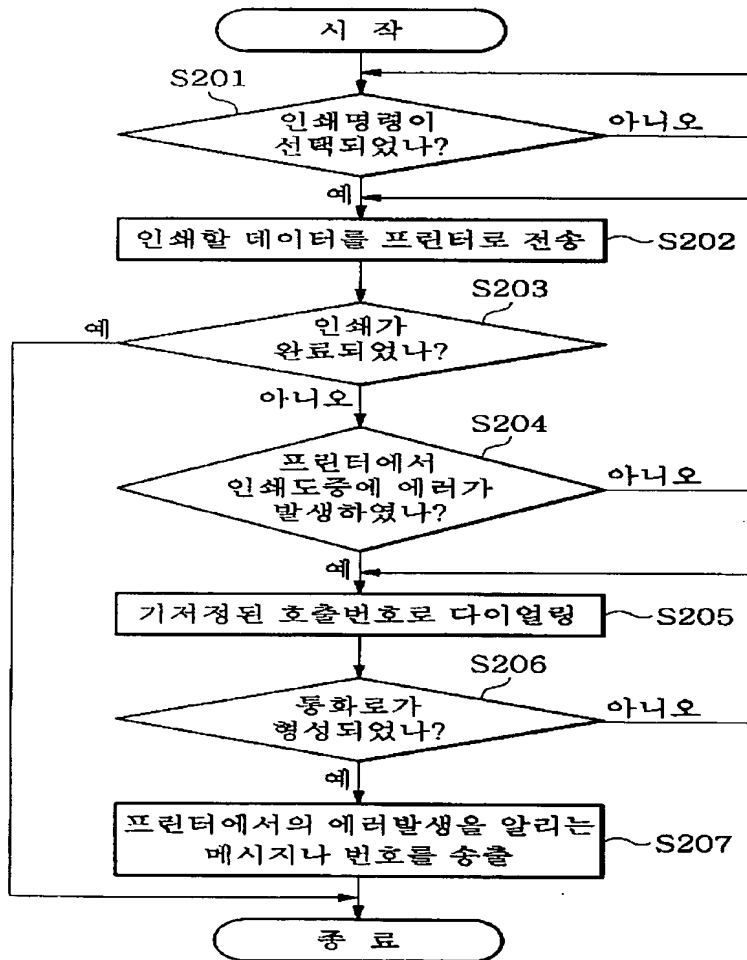 시 작
S201
인쇄명령이
선택되었나?
아니오
예
인쇄할 데이터를 프린터로 전송
S202
S203
예
인쇄가
완료되었나?
아니오
S204
프린터에서
인쇄도중에 에러가
발생하였나?
아니오
예
기저정된 호출번호로 다이얼링
S205
S206
통화로가
형성되었나?
아니오
예
프린터에서의 에러발생을 알리는
메시지나 번호를 송출
S207
종 료